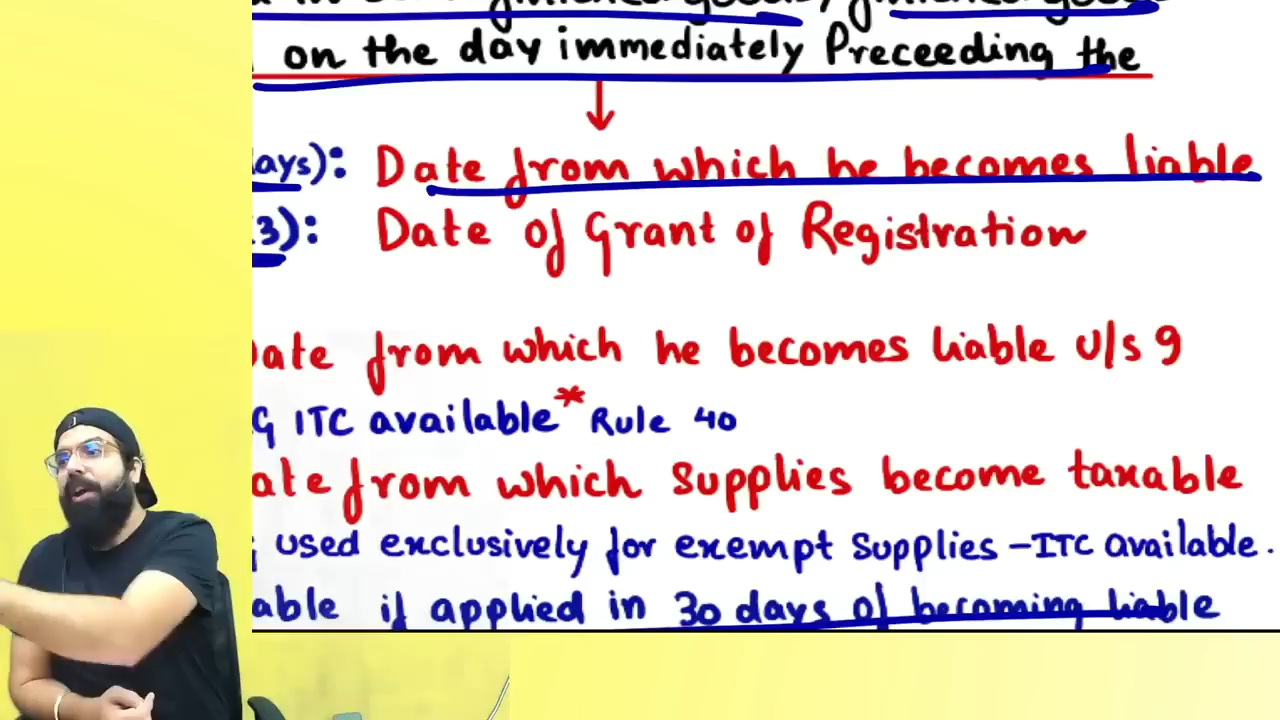 on the day immediately Preceeding the
days): Date from which he becomes liable
3): Date of Grant of Registration
Date from which he becomes liable u/s 9
G ITC available* Rule 40
ate from which supplies become taxable
used exclusively for exempt supplies - ITC available.
able if applied in 30 days of becoming liable